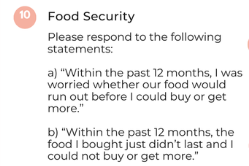 10 Food Security
Please respond to the following
statements:
a) “Within the past 12 months, I was
worried whether our food would
run out before I could buy or get
more.”
b) “Within the past 12 months, the
food I bought just didn't last and I
could not buy or get more.”